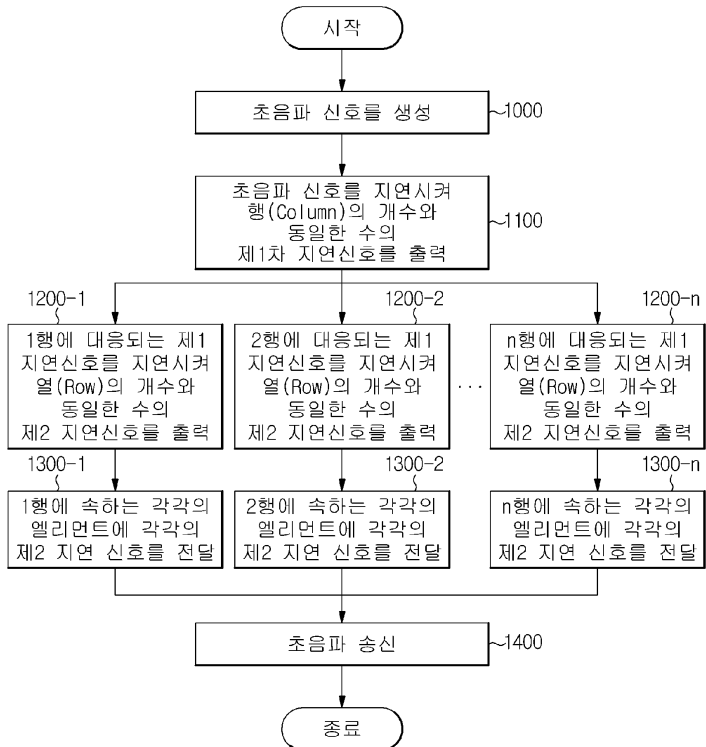 시작
초음파 신호를 생성
1000
초음파 신호를 지연시켜
행(Column)의 개수와
동일한 수의
제1차 지연신호를 출력
1100
1200-1
1행에 대응되는 제1
지연신호를 지연시켜
열(Row)의 개수와
동일한 수의
제2 지연신호를 출력
1200-2
2행에 대응되는 제1
지연신호를 지연시켜
열(Row)의 개수와
동일한 수의
제2 지연신호를 출력
...
1200-n
n행에 대응되는 제1
지연신호를 지연시켜
열(Row)의 개수와
동일한 수의
제2 지연신호를 출력
1300-1
1행에 속하는 각각의
엘리먼트에 각각의
제2 지연 신호를 전달
1300-2
2행에 속하는 각각의
엘리먼트에 각각의
제2 지연 신호를 전달
1300-n
n행에 속하는 각각의
엘리먼트에 각각의
제2 지연 신호를 전달
초음파 송신
1400
종료